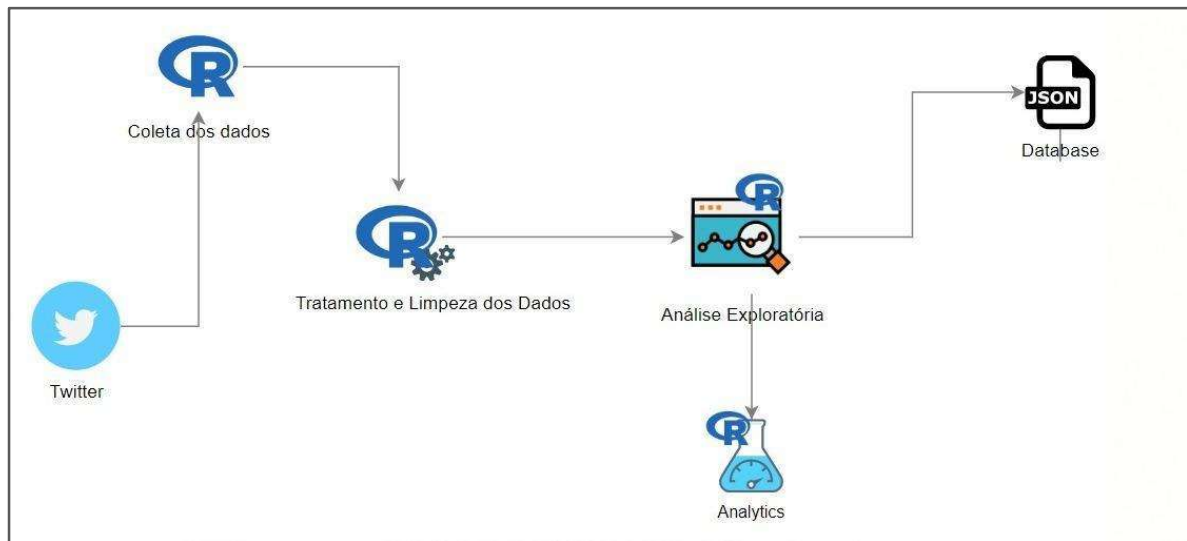 R
Coleta dos dados
JSON
Database
R
R
Tratamento e Limpeza dos Dados
Análise Exploratória
Twitter
R
Analytics